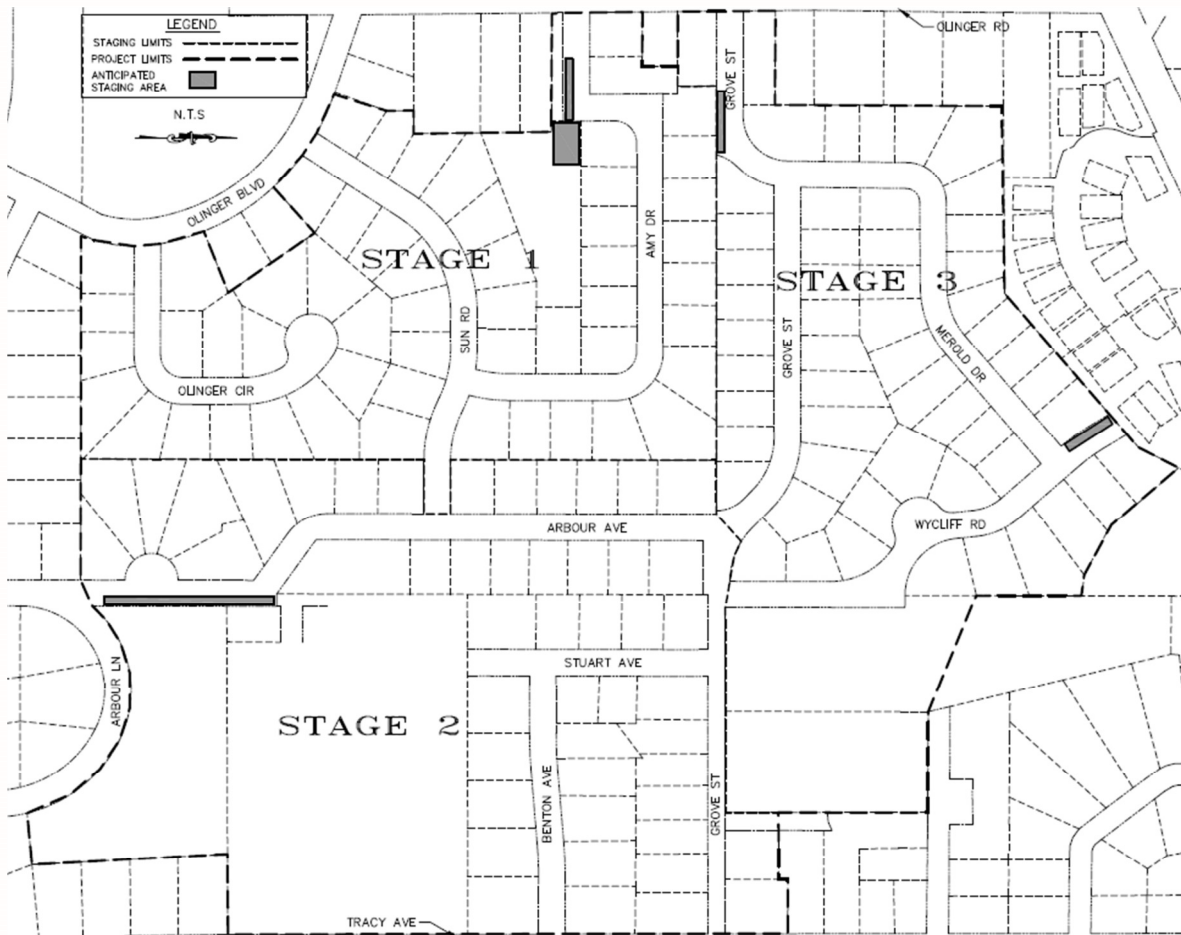 LEGEND
STAGING LIMITS
PROJECT LIMITS
ANTICIPATED
STAGING AREA
N.T.S
OLINGER RD
GROVE ST
OLINGER BLVD
AMY DR
STAGE 1
STAGE 3
SUN RD
GROVE ST
MEROLD DR
OLINGER CIR
ARBOUR AVE
WYCLIFF RD
STUART AVE
ARBOUR LN
STAGE 2
BENTON AVE
GROVE ST
TRACY AVE